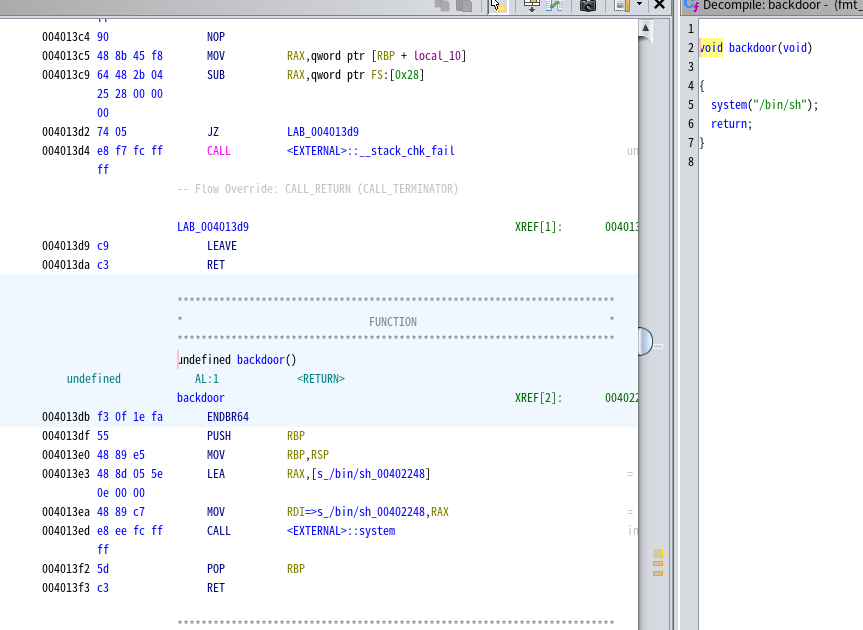 Decompile: backdoor - (fmt_
004013c4 90 NOP
004013c5 48 8b 45 f8 MOV RAX,qword ptr [RBP + local_10]
004013c9 64 48 2b 04 SUB RAX,qword ptr FS:[0x28]
25 28 00 00
00
004013d2 74 05 JZ LAB_004013d9
004013d4 e8 f7 fc ff CALL <EXTERNAL>::__stack_chk_fail un
ff
-- Flow Override: CALL_RETURN (CALL_TERMINATOR)
LAB_004013d9 XREF[1]: 004013
004013d9 c9 LEAVE
004013da c3 RET
*************************************************************************
* FUNCTION *
*************************************************************************
undefined backdoor()
undefined AL:1 <RETURN>
backdoor XREF[2]: 004022
004013db f3 0f 1e fa ENDBR64
004013df 55 PUSH RBP
004013e0 48 89 e5 MOV RBP,RSP
004013e3 48 8d 05 5e LEA RAX,[s_/bin/sh_00402248] =
0e 00 00
004013ea 48 89 c7 MOV RDI=>s_/bin/sh_00402248,RAX =
004013ed e8 ee fc ff CALL <EXTERNAL>::system in
ff
004013f2 5d POP RBP
004013f3 c3 RET
*************************************************************************
1
2 void backdoor(void)
3
4 {
5 system("/bin/sh");
6 return;
7 }
8